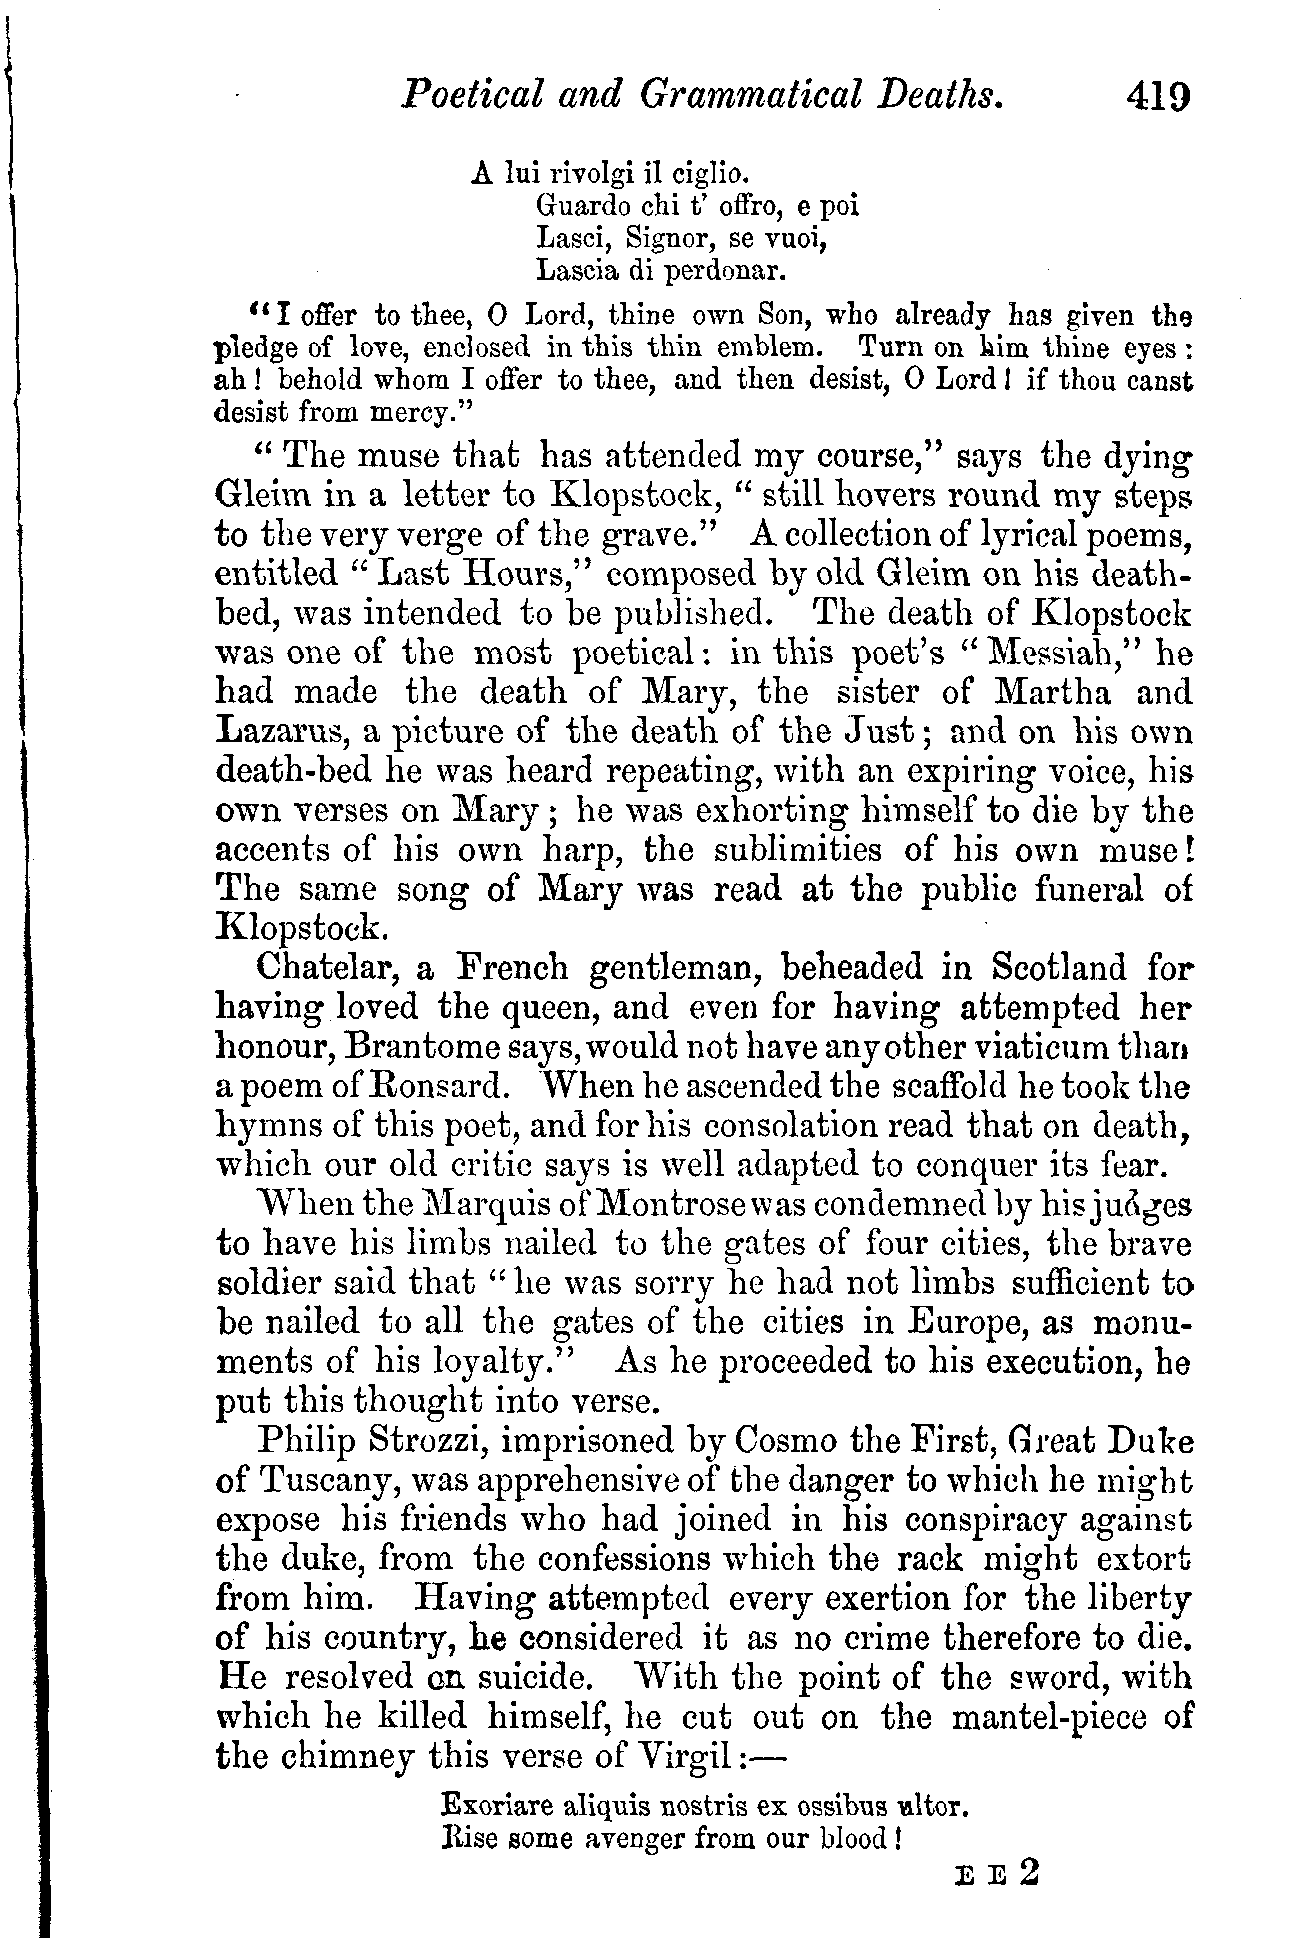 Poetical and Grammatical Deaths. 419
A lui rivolgi il ciglio.
Guardo chi t' offro, e poi
Lasci, Signor, se vuoi,
Lascia di perdonar.
"I offer to thee, O Lord, thine own Son, who already has given the
pledge of love, enclosed in this thin emblem. Turn on him thine eyes:
ah! behold whom I offer to thee, and then desist, O Lord! if thou canst
desist from mercy."
"The muse that has attended my course," says the dying
Gleim in a letter to Klopstock, "still hovers round my steps
to the very verge of the grave." A collection of lyrical poems,
entitled "Last Hours," composed by old Gleim on his death-
bed, was intended to be published. The death of Klopstock
was one of the most poetical: in this poet's "Messiah," he
had made the death of Mary, the sister of Martha and
Lazarus, a picture of the death of the Just; and on his own
death-bed he was heard repeating, with an expiring voice, his
own verses on Mary; he was exhorting himself to die by the
accents of his own harp, the sublimities of his own muse!
The same song of Mary was read at the public funeral of
Klopstock.
Chatelar, a French gentleman, beheaded in Scotland for
having loved the queen, and even for having attempted her
honour, Brantome says, would not have any other viaticum than
a poem of Ronsard. When he ascended the scaffold he took the
hymns of this poet, and for his consolation read that on death,
which our old critic says is well adapted to conquer its fear.
When the Marquis of Montrose was condemned by his judges
to have his limbs nailed to the gates of four cities, the brave
soldier said that "he was sorry he had not limbs sufficient to
be nailed to all the gates of the cities in Europe, as monu-
ments of his loyalty." As he proceeded to his execution, he
put this thought into verse.
Philip Strozzi, imprisoned by Cosmo the First, Great Duke
of Tuscany, was apprehensive of the danger to which he might
expose his friends who had joined in his conspiracy against
the duke, from the confessions which the rack might extort
from him. Having attempted every exertion for the liberty
of his country, he considered it as no crime therefore to die.
He resolved on suicide. With the point of the sword, with
which he killed himself, he cut out on the mantel-piece of
the chimney this verse of Virgil:—
Exoriare aliquis nostris ex ossibus ultor.
Rise some avenger from our blood!
E E 2